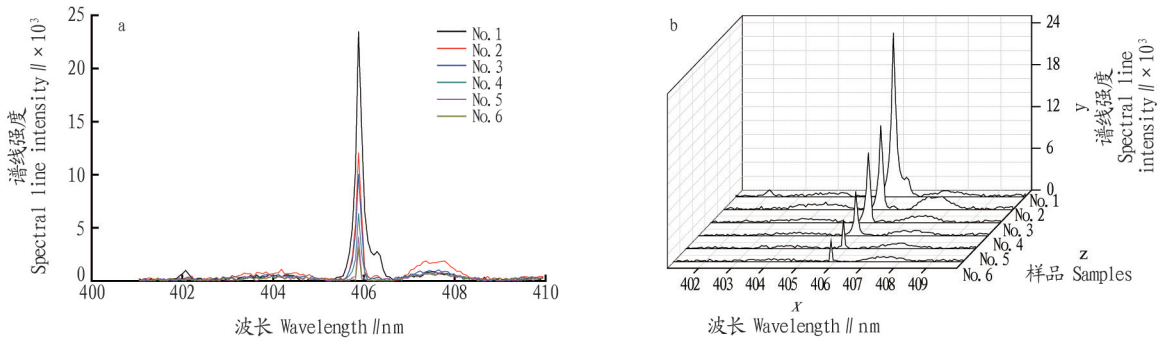 a
25
20
15
10
5
0
谱线强度
Spectral line intensity∥×10³
400 402 404 406 408 410
波长 Wavelength∥nm
No. 1
No. 2
No. 3
No. 4
No. 5
No. 6
b
24
18
12
6
0
y
谱线强度
Spectral line
intensity∥×10³
No. 1
No. 2
No. 3
No. 4
No. 5
No. 6
z
样品 Samples
402 403 404 405 406 407 408 409
x
波长 Wavelength∥nm